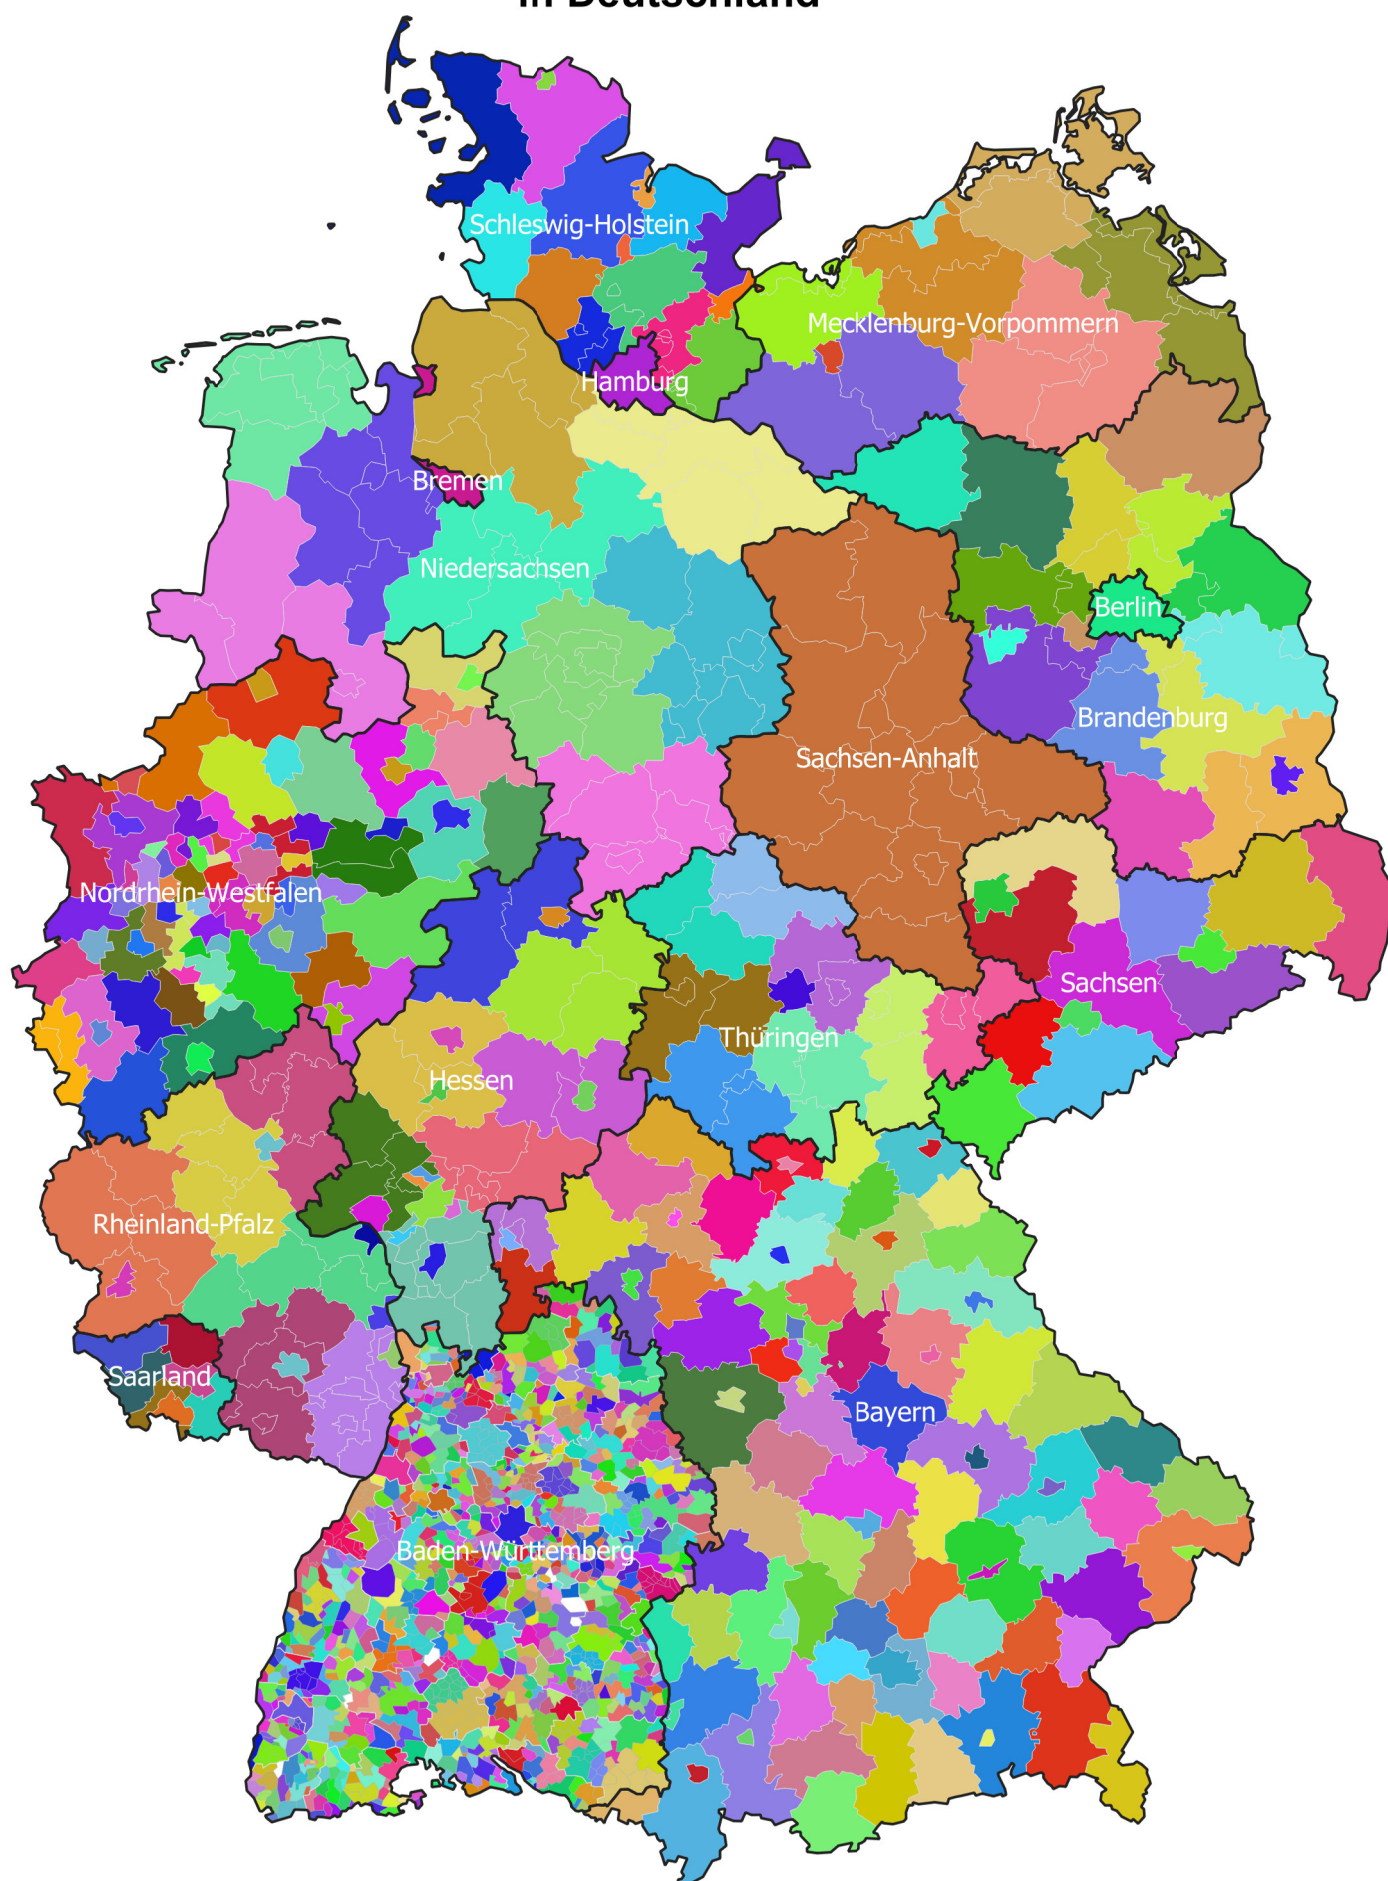 in Deutschland
Schleswig-Holstein
Mecklenburg-Vorpommern
Hamburg
Bremen
Niedersachsen
Berlin
Brandenburg
Sachsen-Anhalt
Nordrhein-Westfalen
Sachsen
Thüringen
Hessen
Rheinland-Pfalz
Saarland
Bayern
Baden-Württemberg